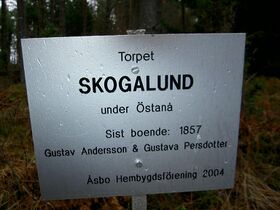 Torpet
SKOGALUND
under Östanå
Sist boende: 1857
Gustav Andersson & Gustava Persdotter
Åsbo Hembygdsförening 2004